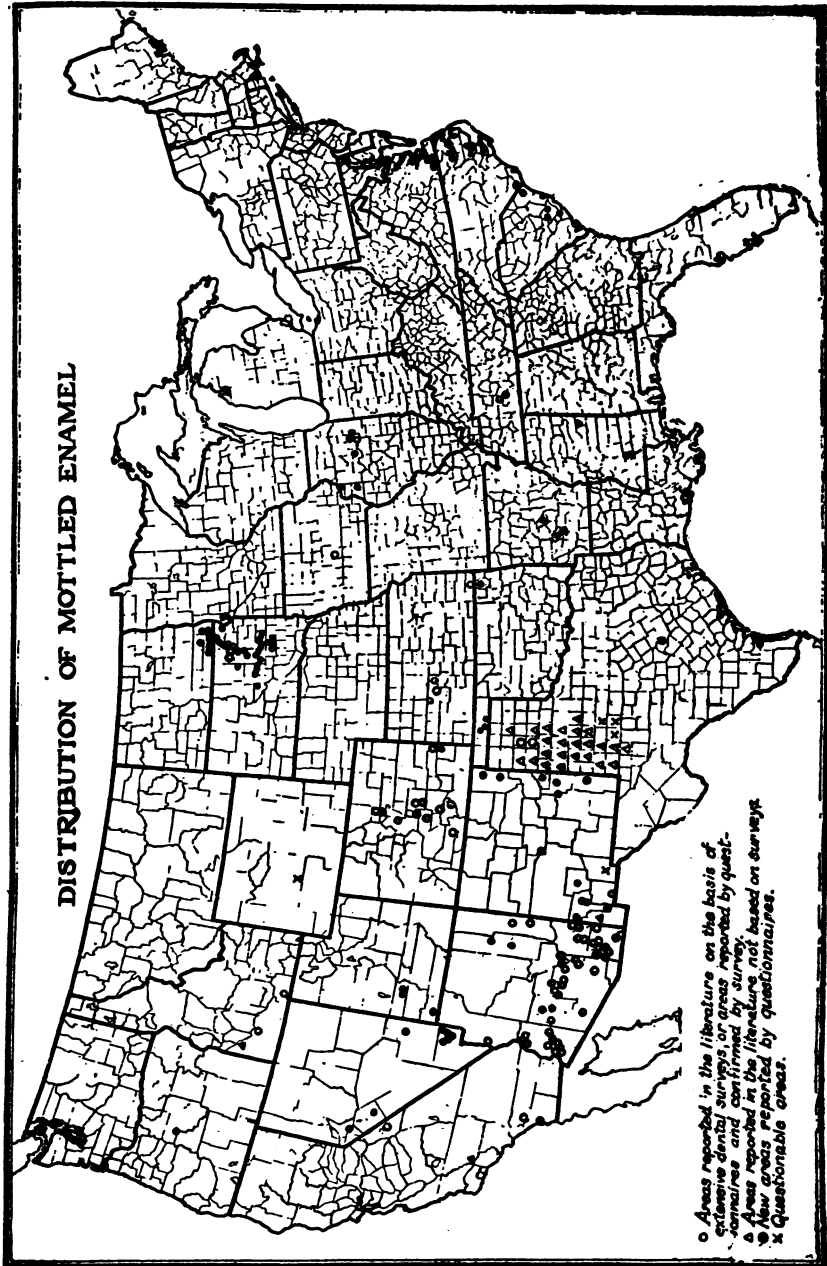 DISTRIBUTION OF MOTTLED ENAMEL
o Areas reported in the literature on the basis of
extensive dental surveys, or areas reported by quest-
ionnaires and confirmed by survey.
△ Areas reported in the literature not based on surveys
● New areas reported by questionnaires.
x Questionable areas.